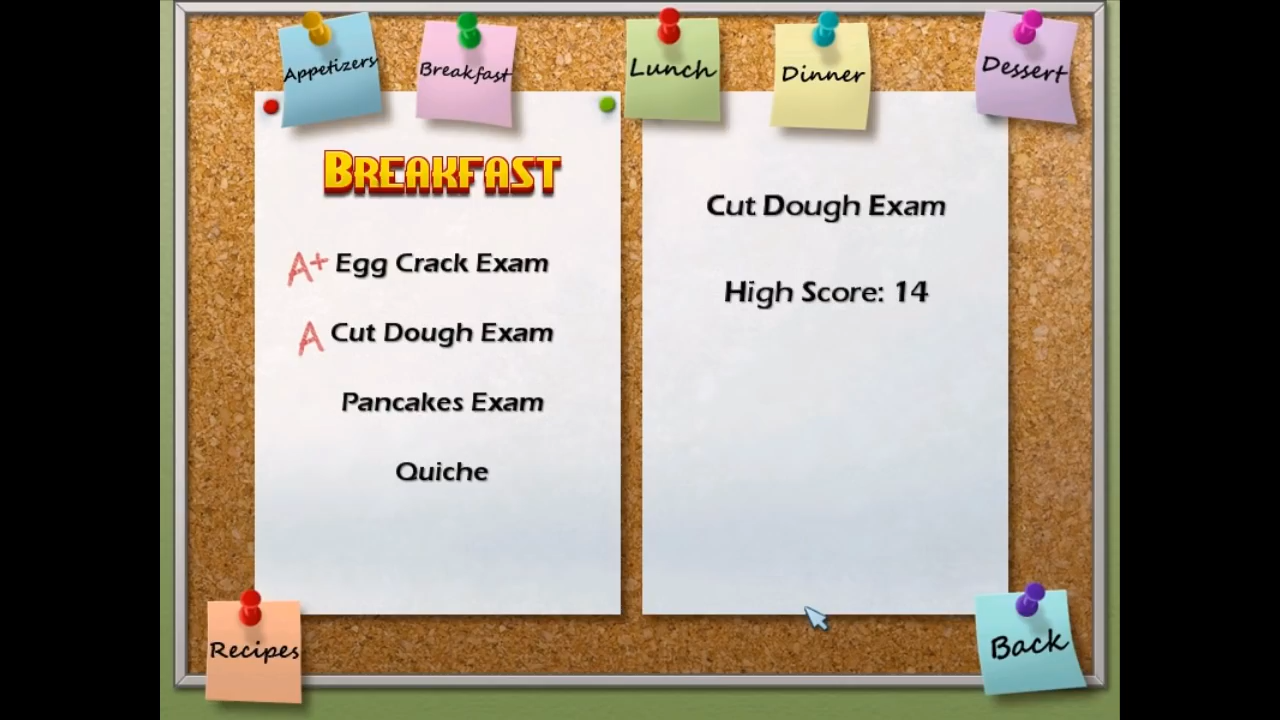 Appetizers
Breakfast
Lunch
Dinner
Dessert
BREAKFAST
A+ Egg Crack Exam
A Cut Dough Exam
Pancakes Exam
Quiche
Cut Dough Exam
High Score: 14
Recipes
Back